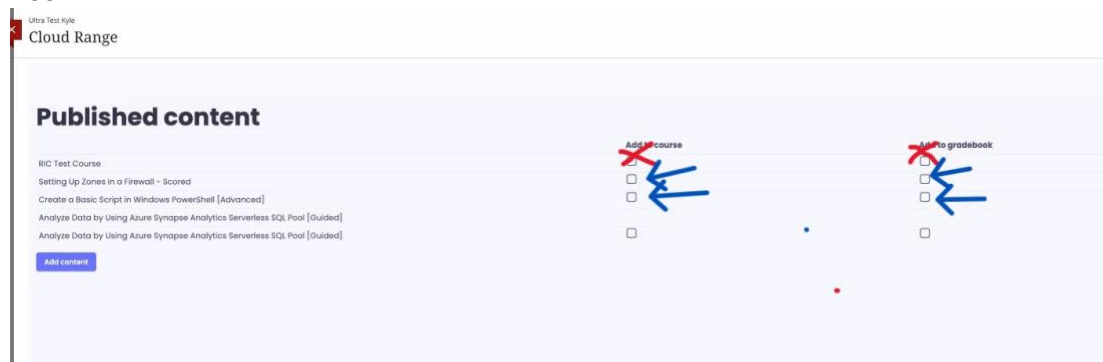 Ultra Test Kyle
Cloud Range
Published content
Add to course Add to gradebook
RIC Test Course
Setting Up Zones in a Firewall - Scored
Create a Basic Script in Windows PowerShell [Advanced]
Analyze Data by Using Azure Synapse Analytics Serverless SQL Pool [Guided]
Analyze Data by Using Azure Synapse Analytics Serverless SQL Pool [Guided]
Add content